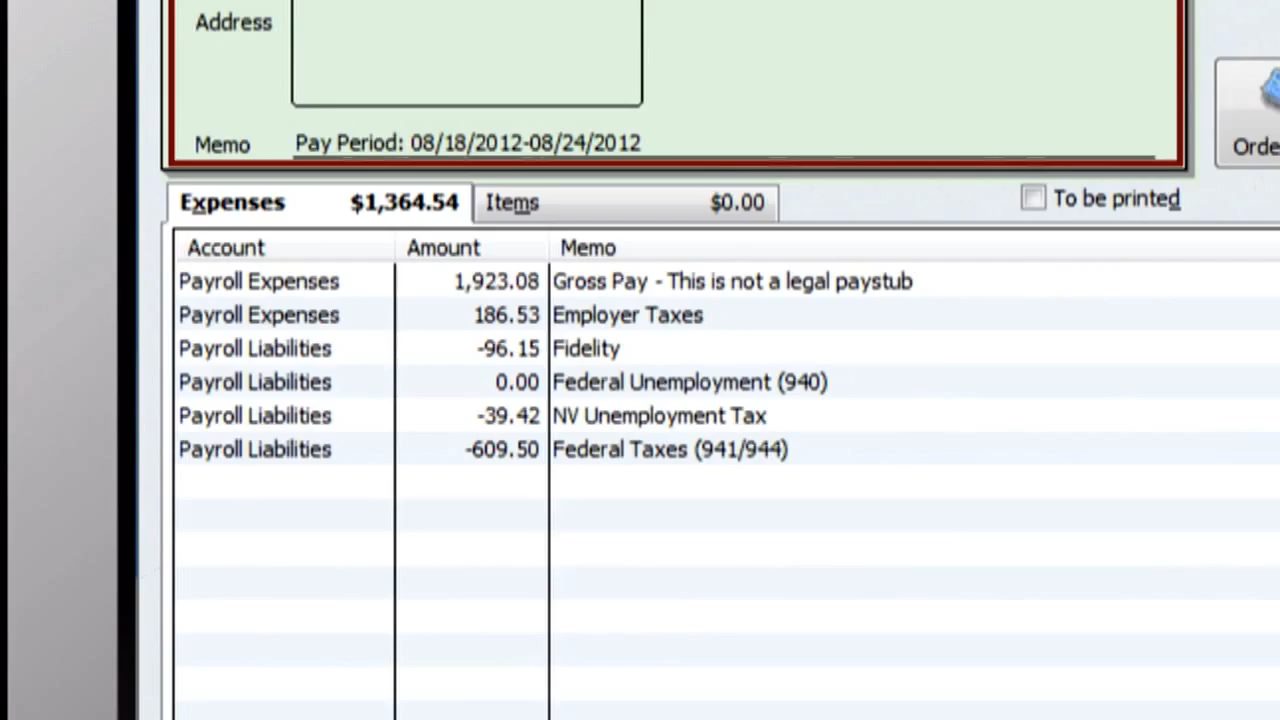 Address
Memo Pay Period: 08/18/2012-08/24/2012
Expenses $1,364.54 Items $0.00 To be printed
Account Amount Memo
Payroll Expenses 1,923.08 Gross Pay - This is not a legal paystub
Payroll Expenses 186.53 Employer Taxes
Payroll Liabilities -96.15 Fidelity
Payroll Liabilities 0.00 Federal Unemployment (940)
Payroll Liabilities -39.42 NV Unemployment Tax
Payroll Liabilities -609.50 Federal Taxes (941/944)